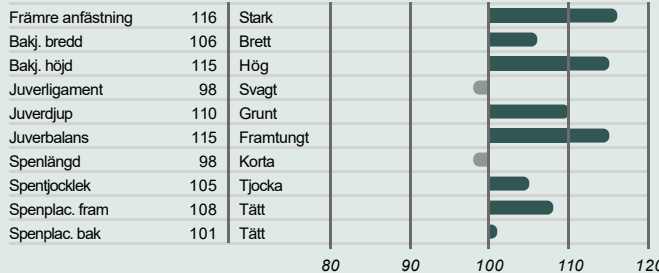 Främre anfästning 116 Stark
Bakj. bredd 106 Brett
Bakj. höjd 115 Hög
Juverligament 98 Svagt
Juverdjup 110 Grunt
Juverbalans 115 Framtungt
Spenlängd 98 Korta
Spentjocklek 105 Tjocka
Spenplac. fram 108 Tätt
Spenplac. bak 101 Tätt
80 90 100 110 120